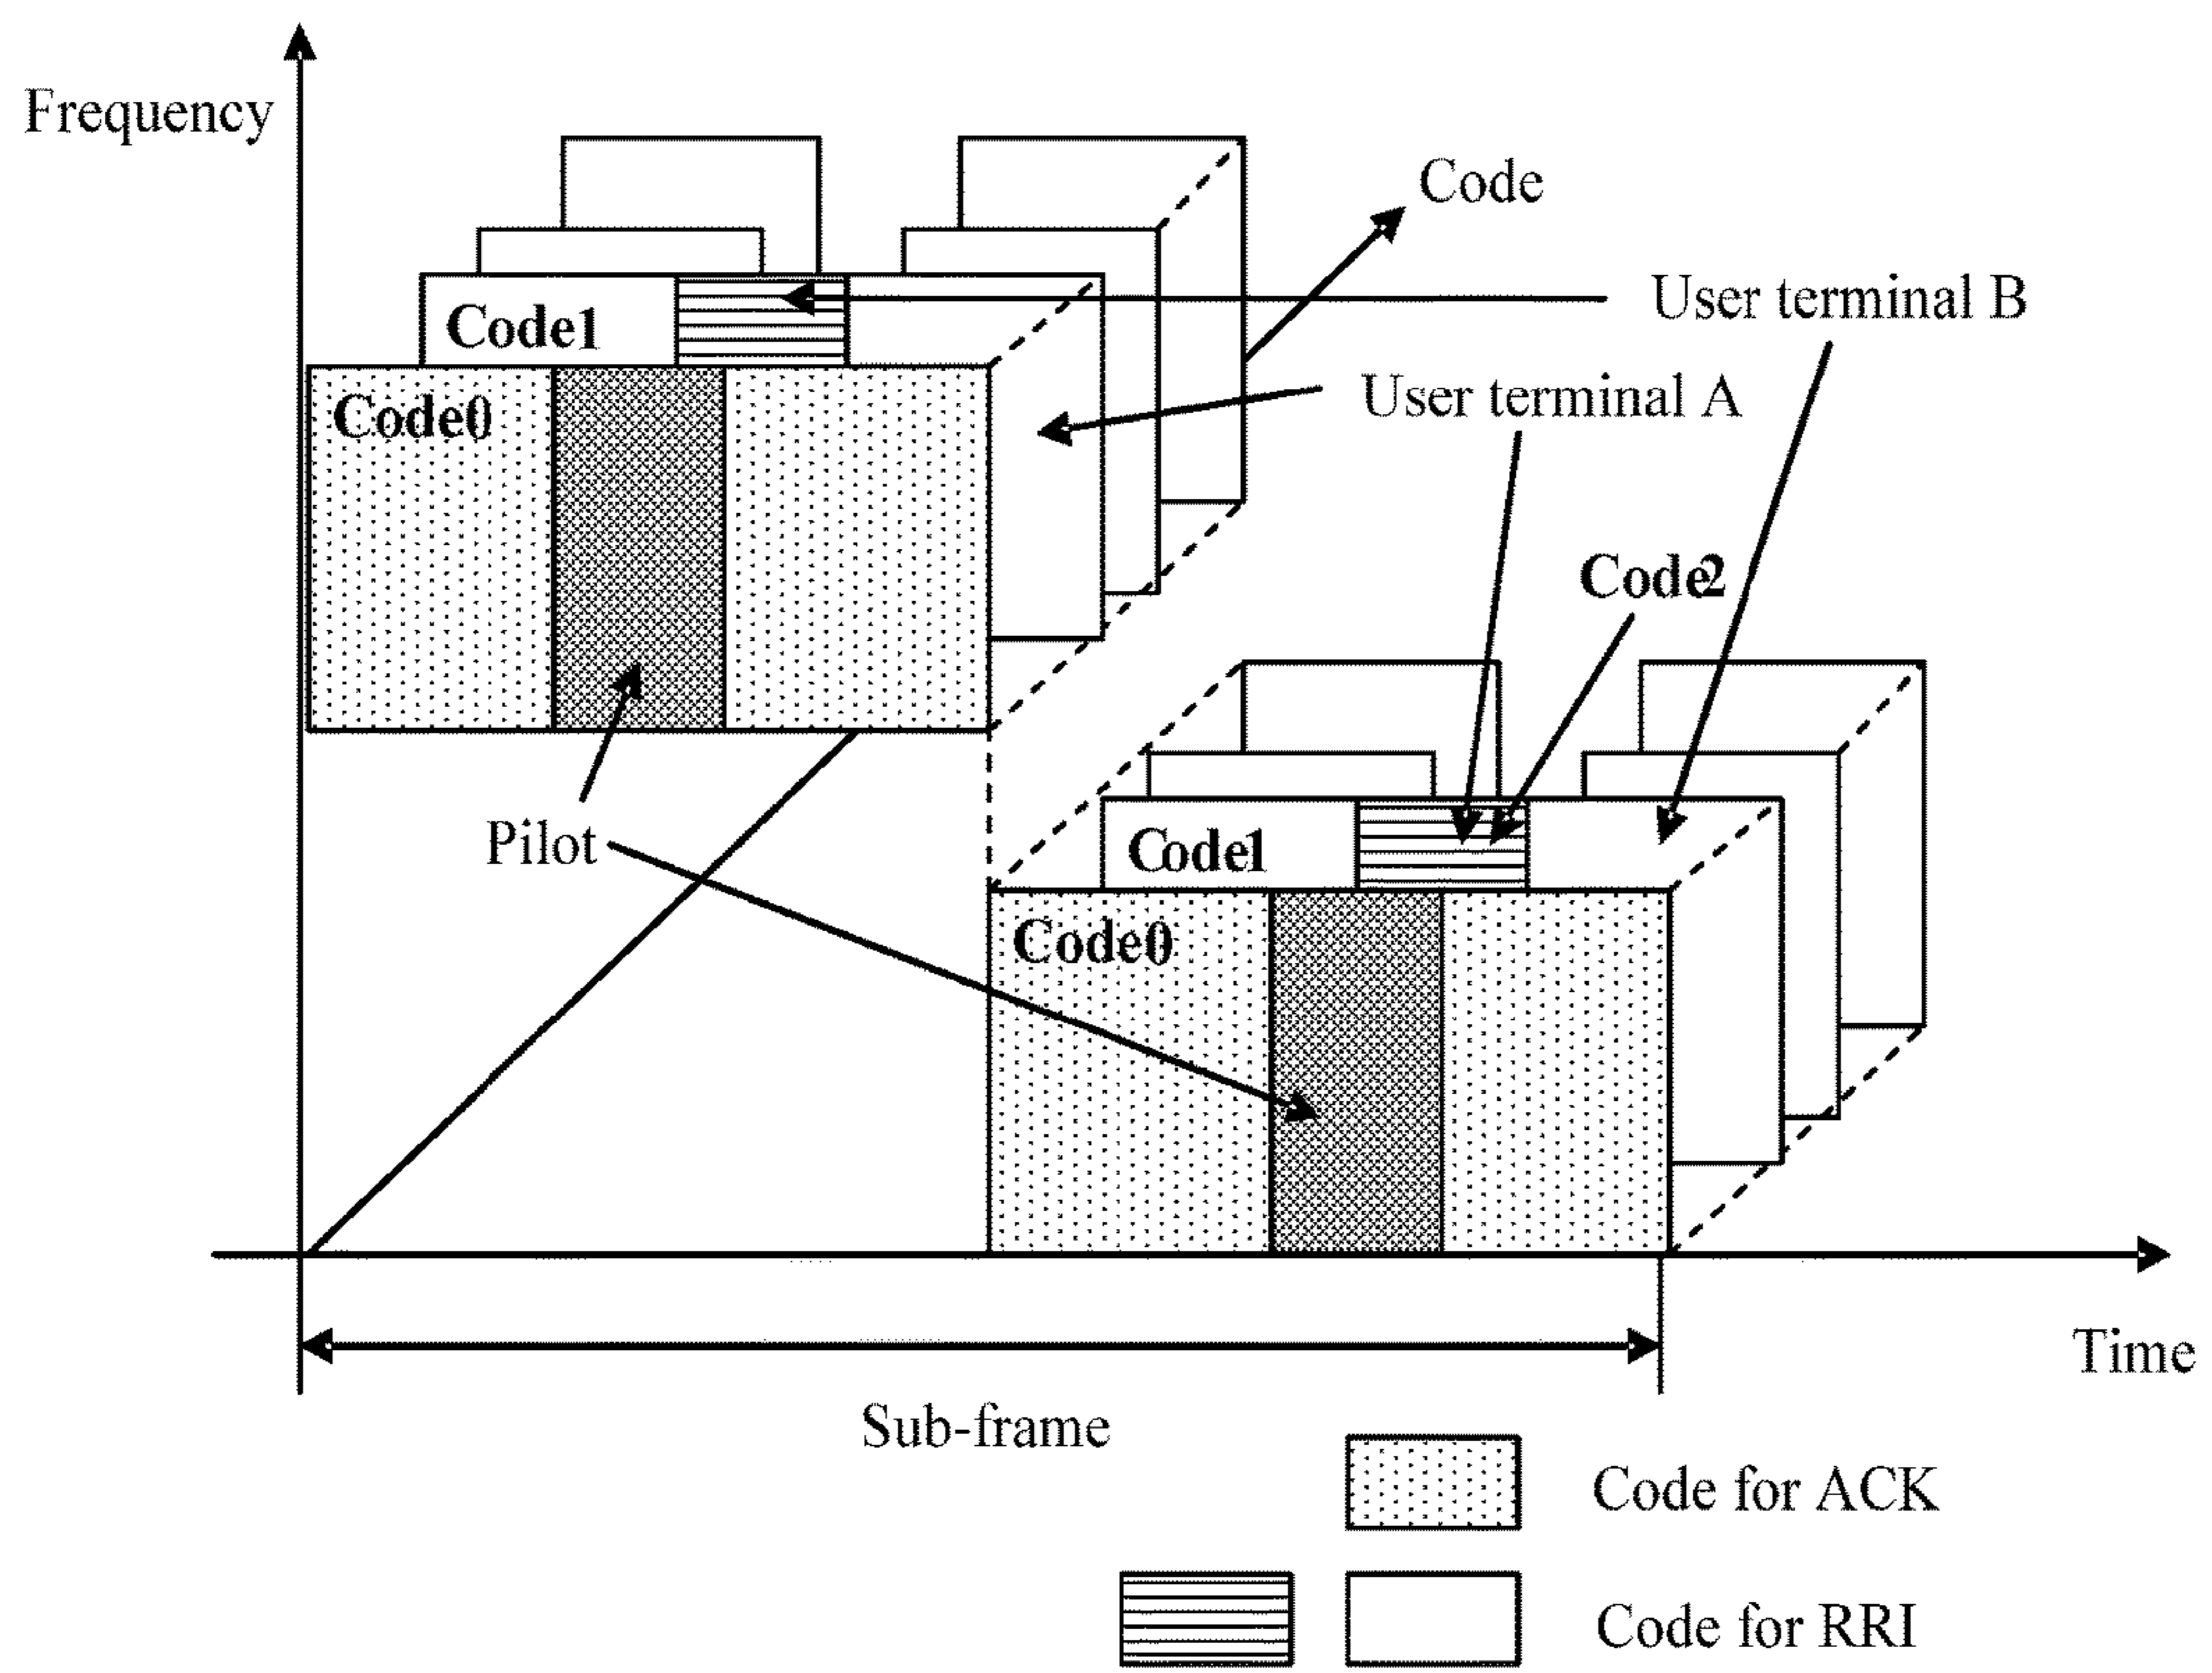 Frequency
Code
User terminal B
Code1
User terminal A
Code0
Code2
Pilot
Code1
Code0
Time
Sub-frame
Code for ACK
Code for RRI